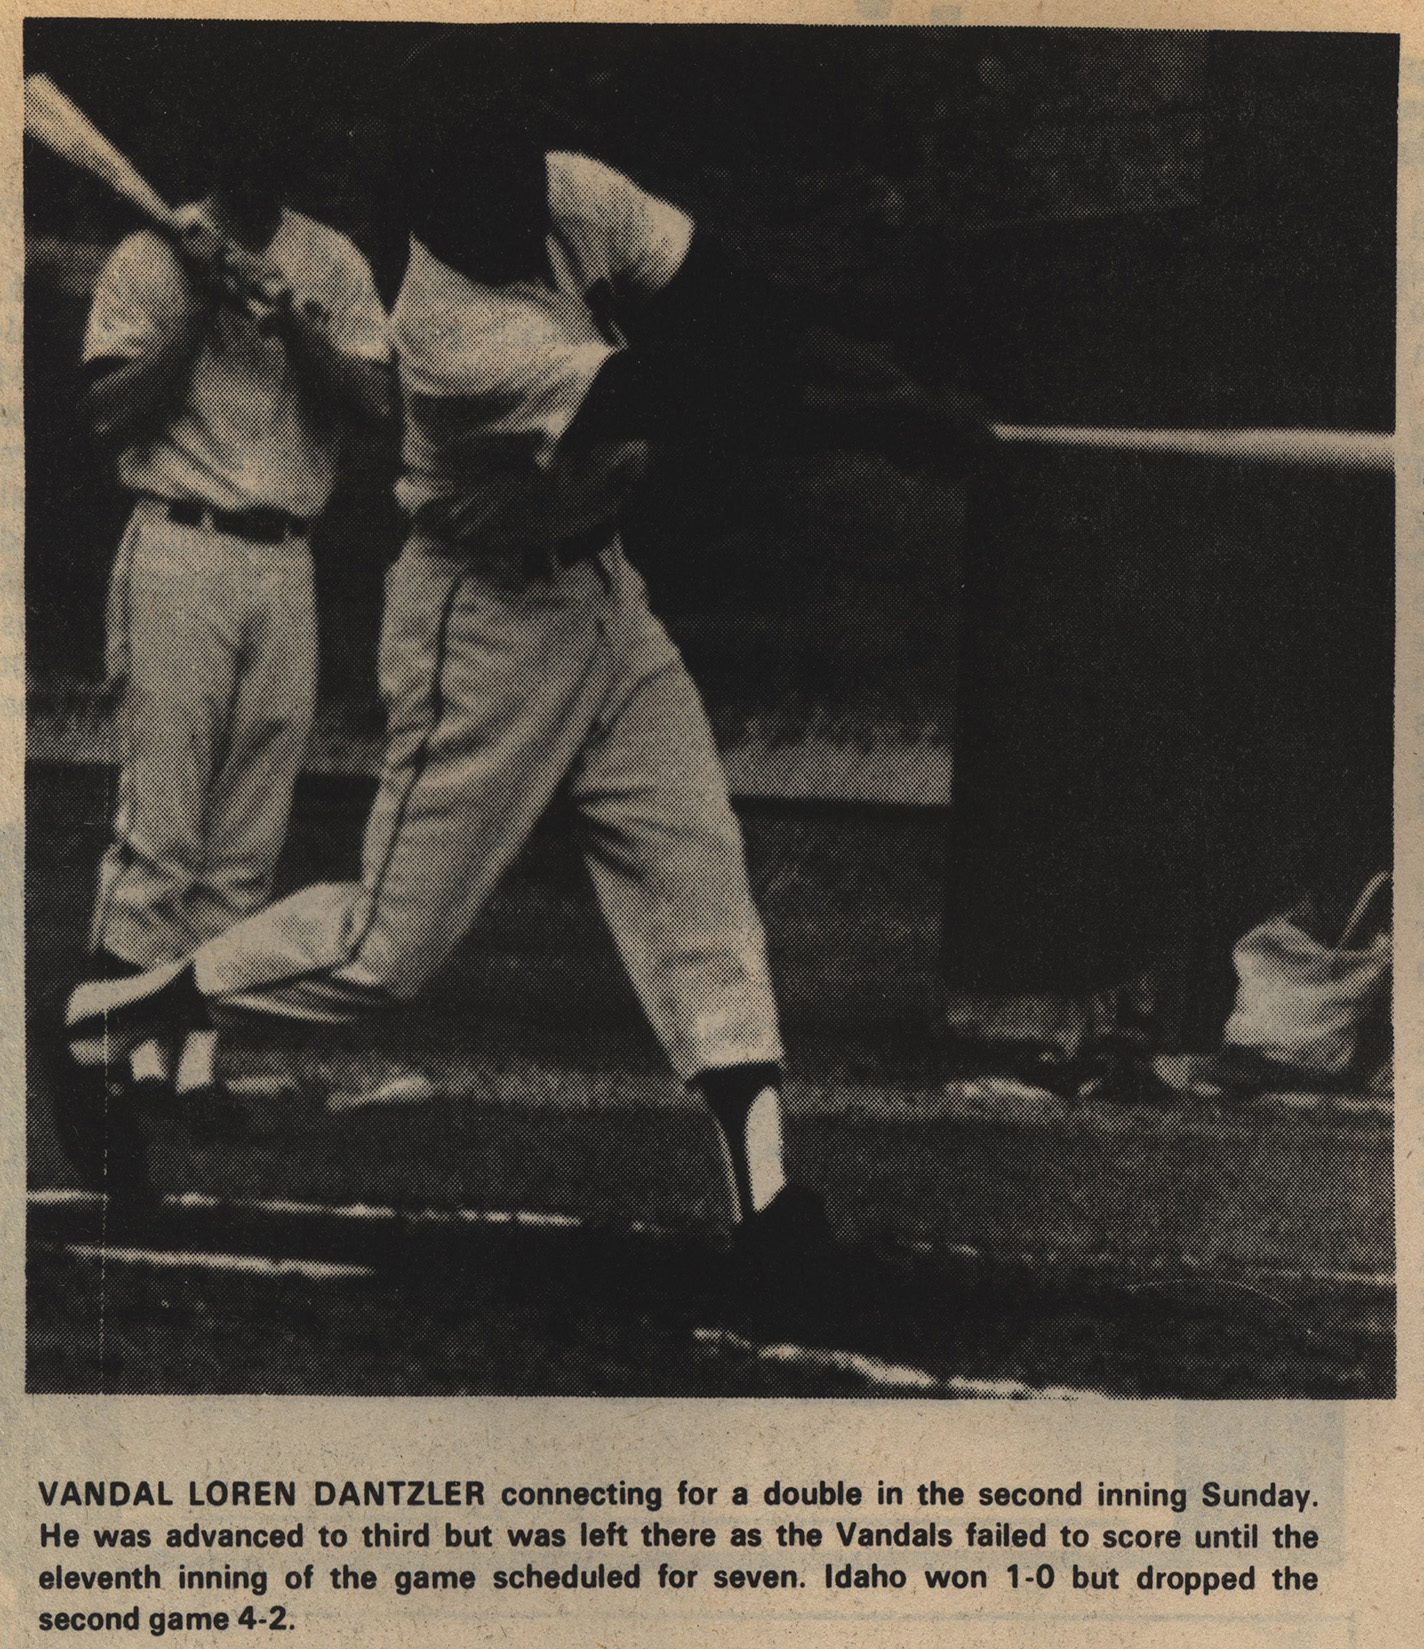 VANDAL LOREN DANTZLER connecting for a double in the second inning Sunday.
He was advanced to third but was left there as the Vandals failed to score until the
eleventh inning of the game scheduled for seven. Idaho won 1-0 but dropped the
second game 4-2.